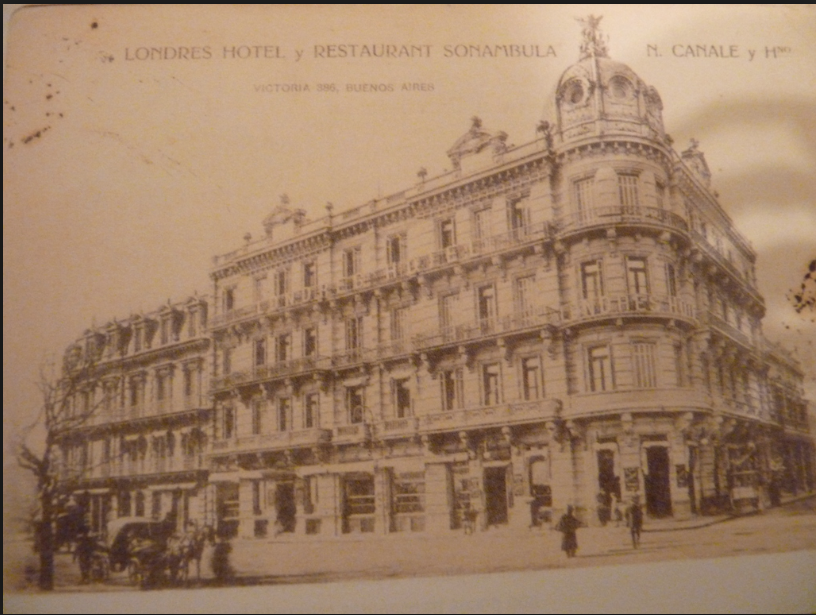 LONDRES HOTEL y RESTAURANT SONAMBULA N. CANALE y Hᴺᴼ
VICTORIA 386, BUENOS AIRES